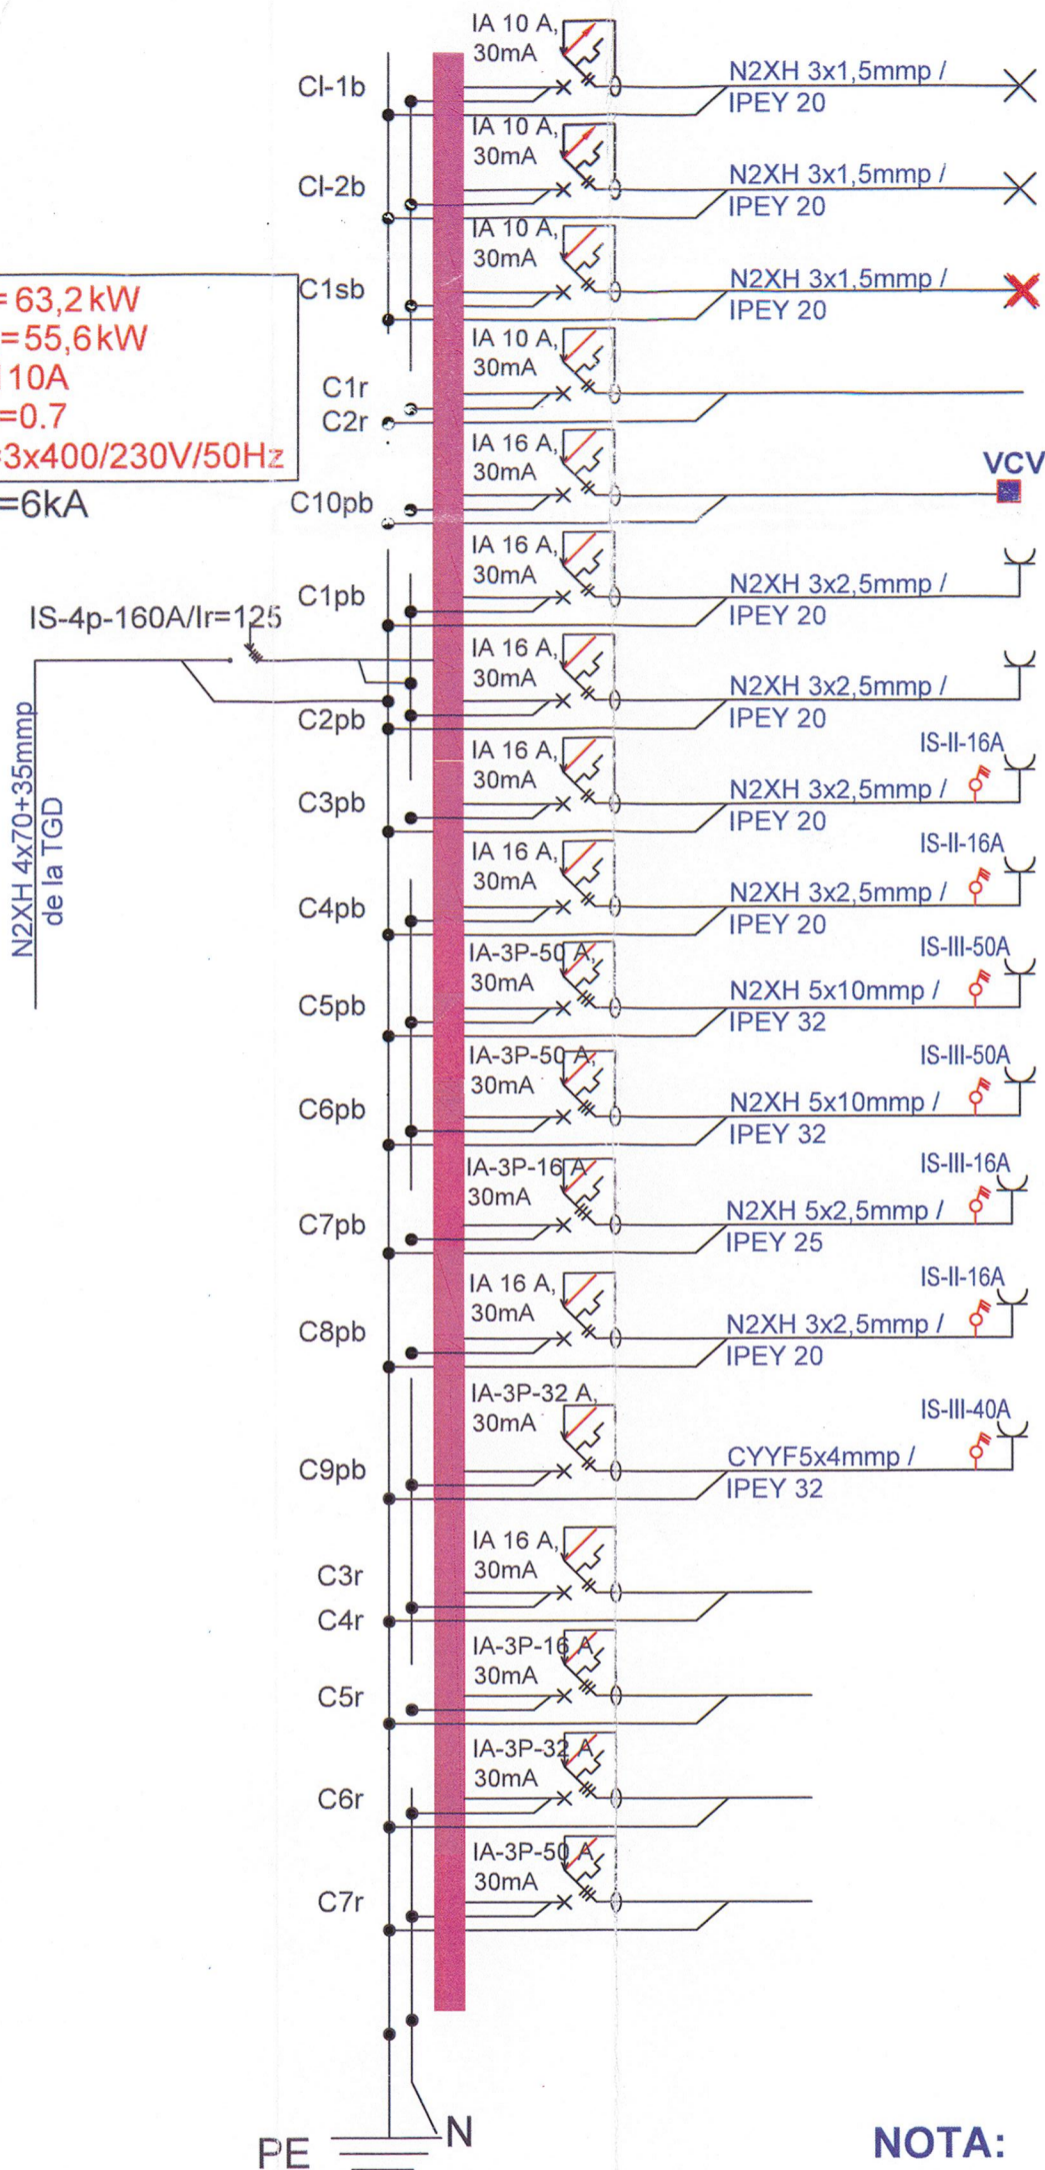 IA 10 A,
30mA
CI-1b
N2XH 3x1,5mmp /
IPEY 20
IA 10 A,
30mA
CI-2b
N2XH 3x1,5mmp /
IPEY 20
IA 10 A,
30mA
C1sb
N2XH 3x1,5mmp /
IPEY 20
= 63,2 kW
=55,6 kW
10A
=0.7
=3x400/230V/50Hz
=6kA
IA 10 A,
30mA
C1r
C2r
IA 16 A,
30mA
C10pb
VCV
IA 16 A,
30mA
C1pb
N2XH 3x2,5mmp /
IPEY 20
IS-4p-160A/Ir=125
N2XH 4x70+35mmp
de la TGD
IA 16 A,
30mA
C2pb
N2XH 3x2,5mmp /
IPEY 20
IA 16 A,
30mA
C3pb
IS-II-16A
N2XH 3x2,5mmp /
IPEY 20
IA 16 A,
30mA
C4pb
IS-II-16A
N2XH 3x2,5mmp /
IPEY 20
IA-3P-50 A,
30mA
C5pb
IS-III-50A
N2XH 5x10mmp /
IPEY 32
IA-3P-50 A,
30mA
C6pb
IS-III-50A
N2XH 5x10mmp /
IPEY 32
IA-3P-16 A
30mA
C7pb
IS-III-16A
N2XH 5x2,5mmp /
IPEY 25
IA 16 A,
30mA
C8pb
IS-II-16A
N2XH 3x2,5mmp /
IPEY 20
IA-3P-32 A,
30mA
C9pb
IS-III-40A
CYYF5x4mmp /
IPEY 32
IA 16 A,
30mA
C3r
C4r
IA-3P-16 A
30mA
C5r
IA-3P-32 A
30mA
C6r
IA-3P-50 A
30mA
C7r
PE
N
NOTA: